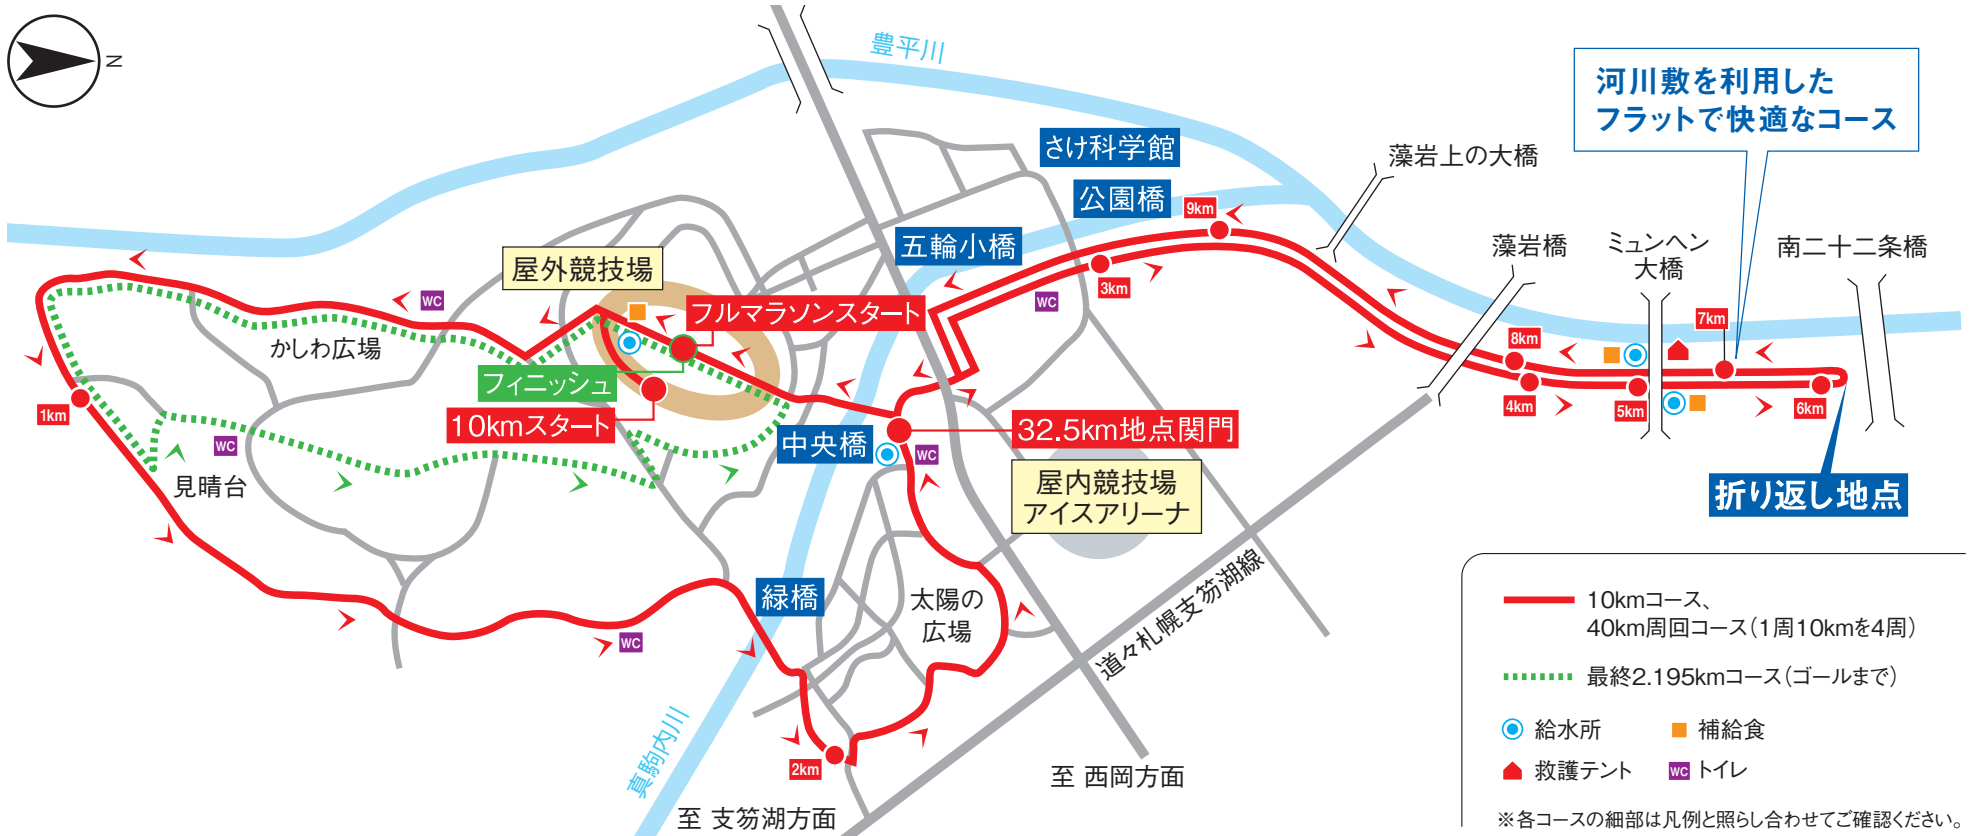 N
豊平川
河川敷を利用した
フラットで快適なコース
さけ科学館
藻岩上の大橋
公園橋
9km
藻岩橋
ミュンヘン
大橋
南二十二条橋
五輪小橋
屋外競技場
3km
WC
WC
フルマラソンスタート
7km
8km
かしわ広場
フィニッシュ
4km
5km
6km
1km
10kmスタート
32.5km地点関門
中央橋
WC
WC
見晴台
屋内競技場
アイスアリーナ
折り返し地点
緑橋
太陽の
広場
WC
道々札幌支笏湖線
真駒内川
2km
至 西岡方面
至 支笏湖方面
10kmコース、
40km周回コース（1周10kmを4周）
最終2.195kmコース（ゴールまで）
給水所
補給食
救護テント
WC トイレ
※各コースの細部は凡例と照らし合わせてご確認ください。